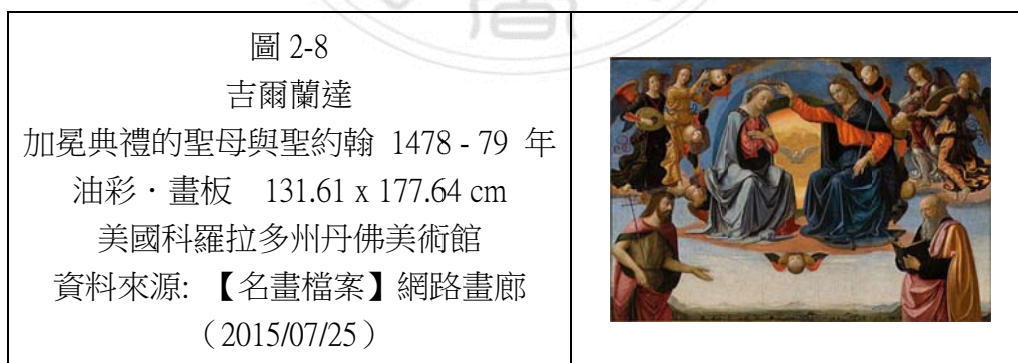 圖 2-8
吉爾蘭達
加冕典禮的聖母與聖約翰 1478 - 79 年
油彩・畫板 131.61 x 177.64 cm
美國科羅拉多州丹佛美術館
資料來源: 【名畫檔案】網路畫廊
（2015/07/25）